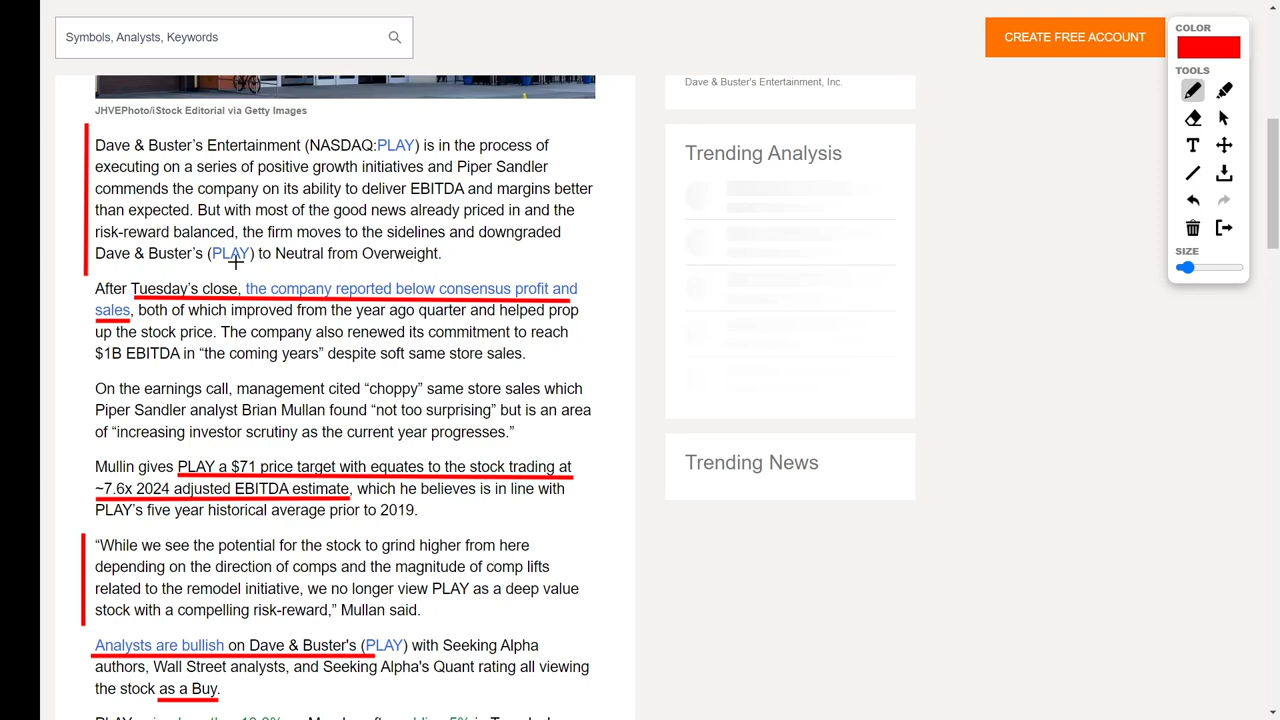 Symbols, Analysts, Keywords
CREATE FREE ACCOUNT
COLOR
TOOLS
T
SIZE
JHVEPhoto/iStock Editorial via Getty Images
Dave & Buster’s Entertainment (NASDAQ:PLAY) is in the process of
executing on a series of positive growth initiatives and Piper Sandler
commends the company on its ability to deliver EBITDA and margins better
than expected. But with most of the good news already priced in and the
risk-reward balanced, the firm moves to the sidelines and downgraded
Dave & Buster’s (PLAY) to Neutral from Overweight.
After Tuesday’s close, the company reported below consensus profit and
sales, both of which improved from the year ago quarter and helped prop
up the stock price. The company also renewed its commitment to reach
$1B EBITDA in “the coming years” despite soft same store sales.
On the earnings call, management cited “choppy” same store sales which
Piper Sandler analyst Brian Mullan found “not too surprising” but is an area
of “increasing investor scrutiny as the current year progresses.”
Mullin gives PLAY a $71 price target with equates to the stock trading at
~7.6x 2024 adjusted EBITDA estimate, which he believes is in line with
PLAY’s five year historical average prior to 2019.
“While we see the potential for the stock to grind higher from here
depending on the direction of comps and the magnitude of comp lifts
related to the remodel initiative, we no longer view PLAY as a deep value
stock with a compelling risk-reward,” Mullan said.
Analysts are bullish on Dave & Buster's (PLAY) with Seeking Alpha
authors, Wall Street analysts, and Seeking Alpha's Quant rating all viewing
the stock as a Buy.
Dave & Buster's Entertainment, Inc.
Trending Analysis
Trending News